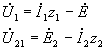 U̇₁ = İ₁z₁ − Ė
U̇₂₁ = Ė₂ − İ₂z₂